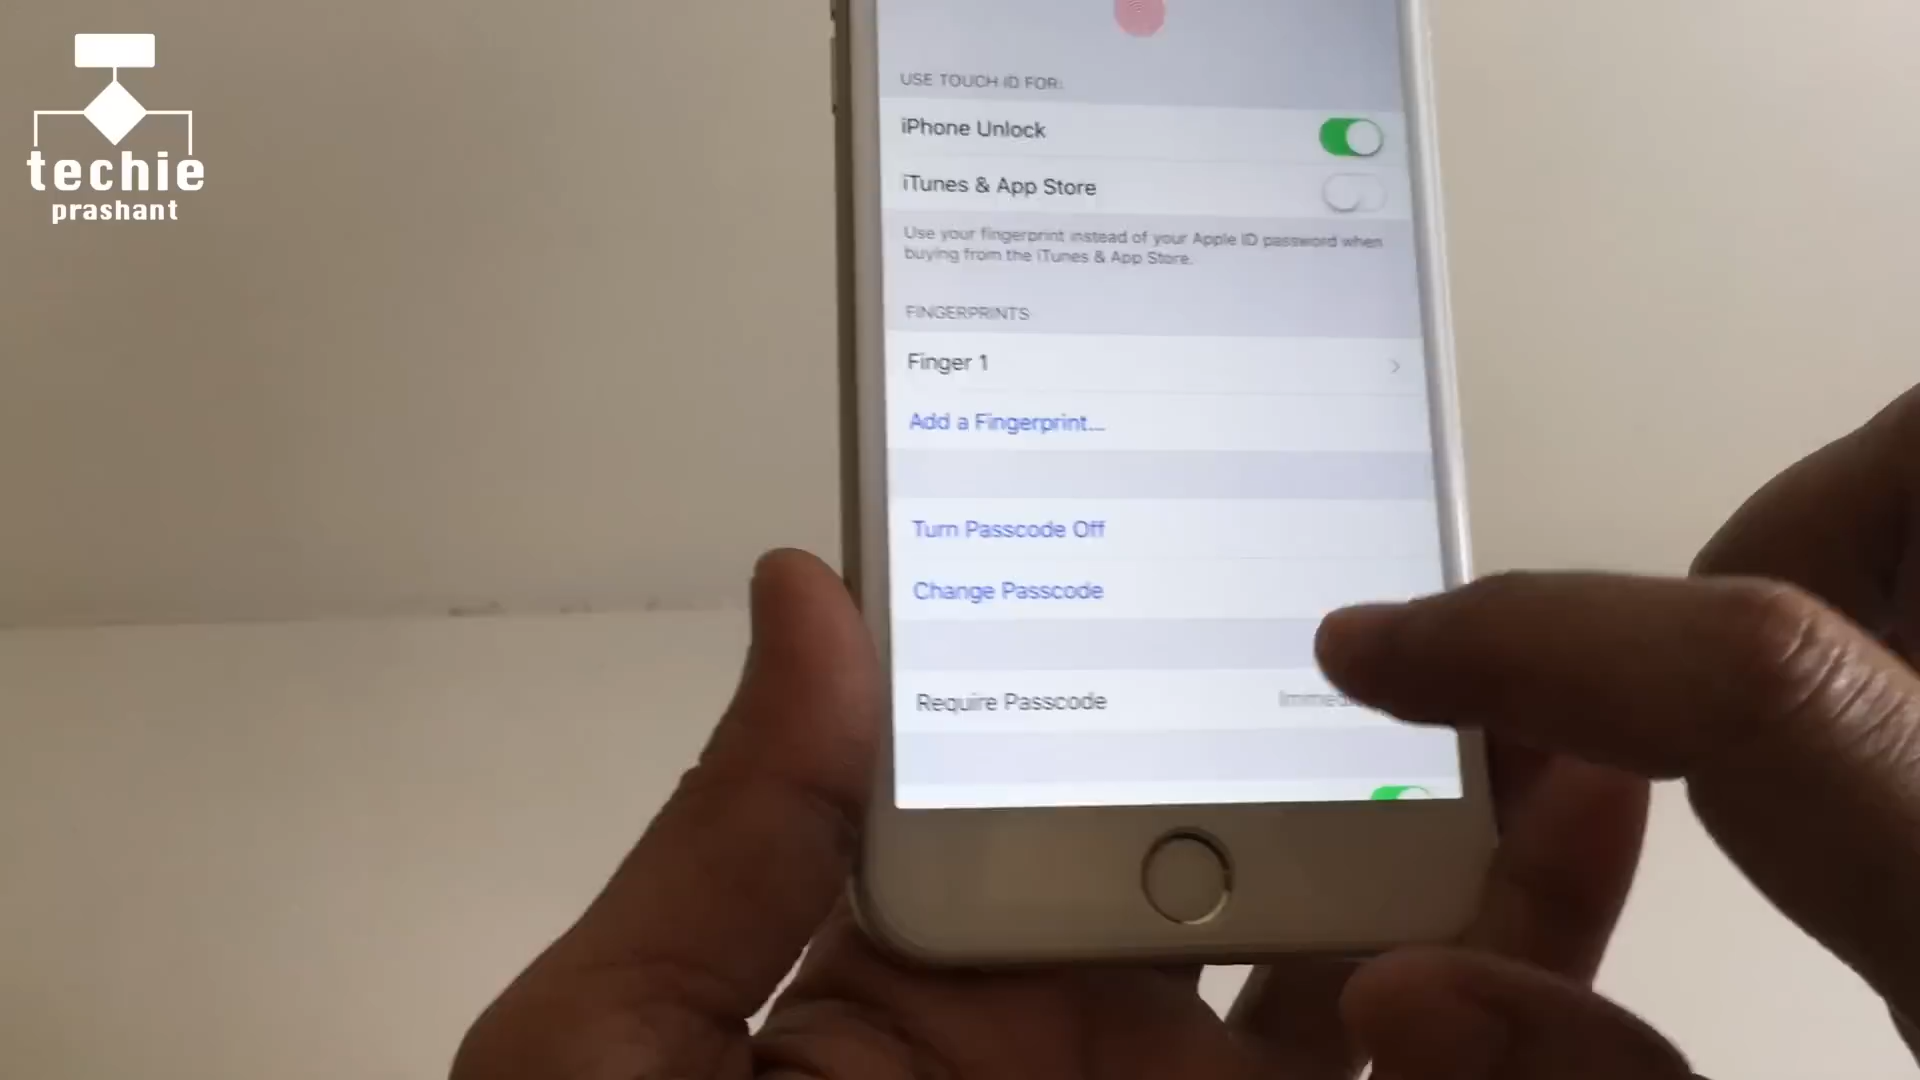 techie
prashant
USE TOUCH ID FOR:
iPhone Unlock
iTunes & App Store
Use your fingerprint instead of your Apple ID password when
buying from the iTunes & App Store.
FINGERPRINTS
Finger 1
Add a Fingerprint...
Turn Passcode Off
Change Passcode
Require Passcode